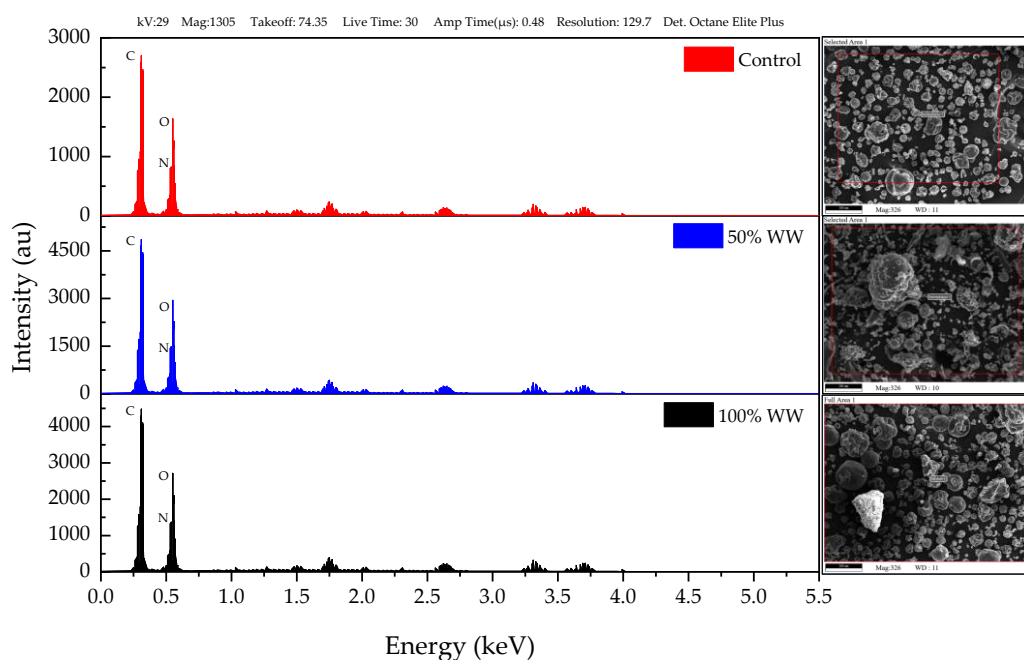 kV:29 Mag:1305 Takeoff: 74.35 Live Time: 30 Amp Time(μs): 0.48 Resolution: 129.7 Det. Octane Elite Plus
3000
2000
1000
0
C
O
N
Control
Selected Area 1
Mag:326 WD : 11
4500
3000
1500
0
C
O
N
50% WW
Selected Area 1
Mag:326 WD : 10
4000
3000
2000
1000
0
C
O
N
100% WW
Full Area 1
Mag:326 WD : 11
Intensity (au)
0.0 0.5 1.0 1.5 2.0 2.5 3.0 3.5 4.0 4.5 5.0 5.5
Energy (keV)